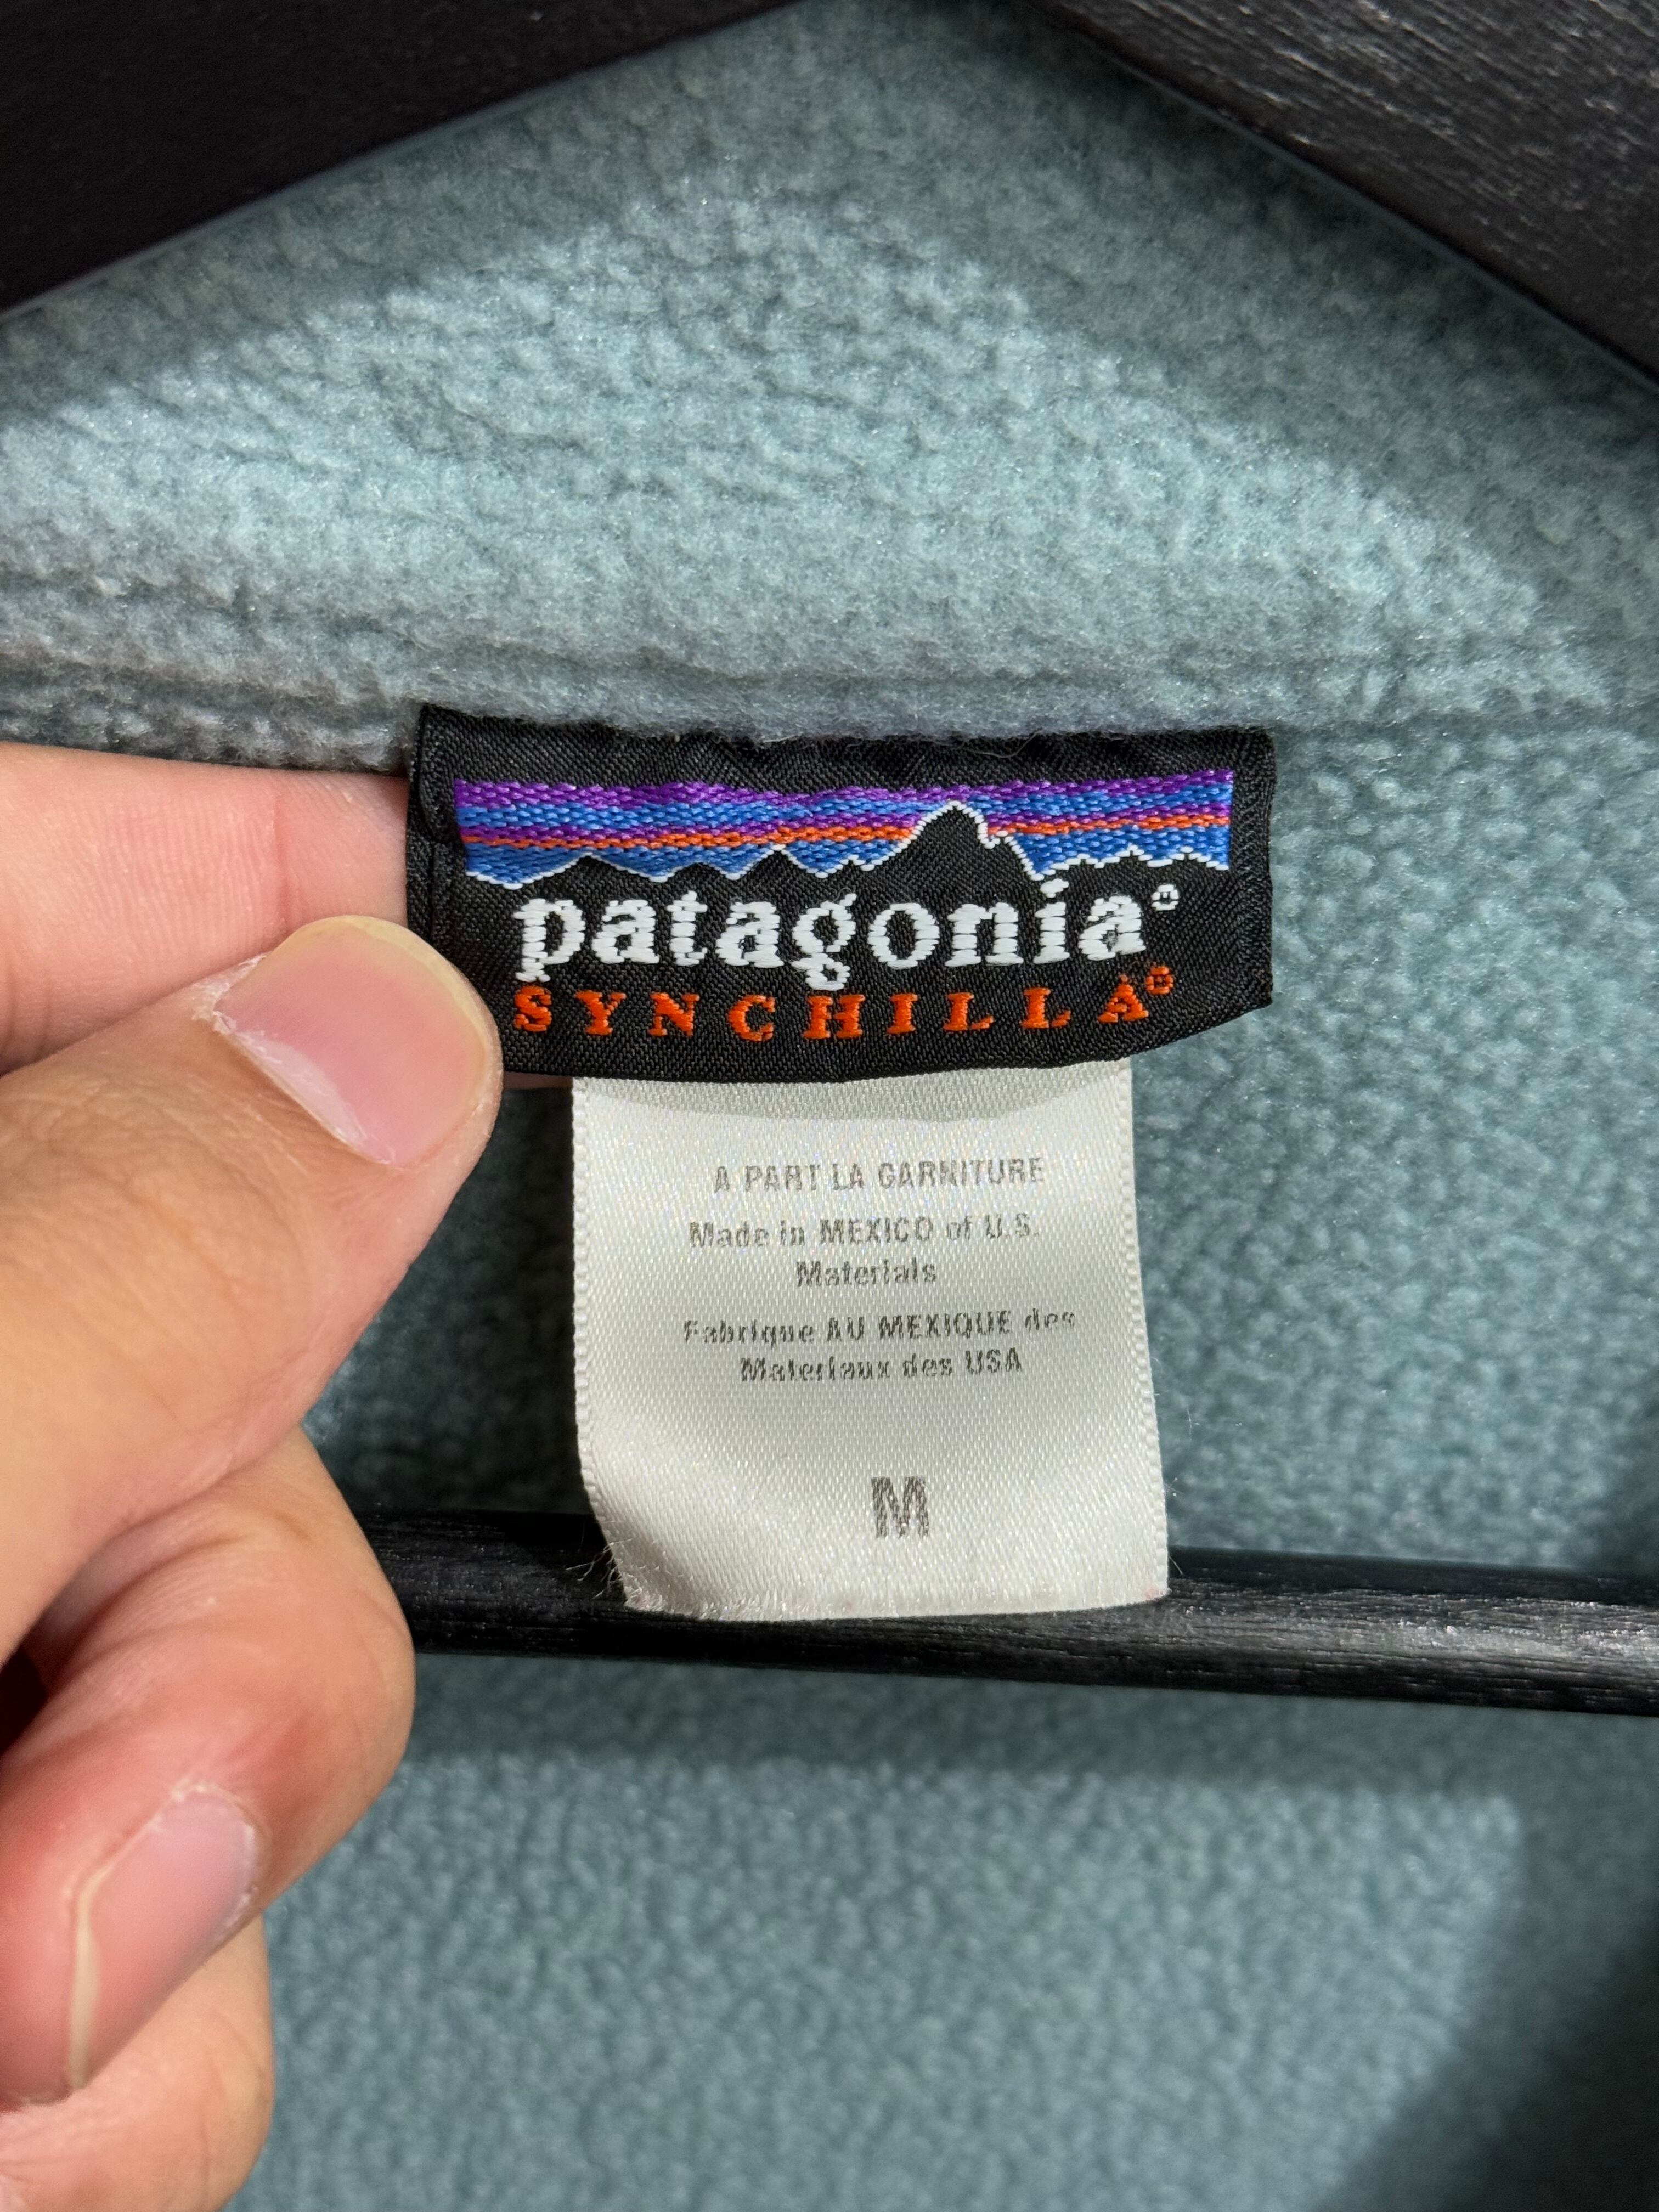 patagonia®
SYNCHILLA®
A PART LA GARNITURE
Made in MEXICO of U.S.
Materials
Fabrique AU MEXIQUE des
Materiaux des USA
M